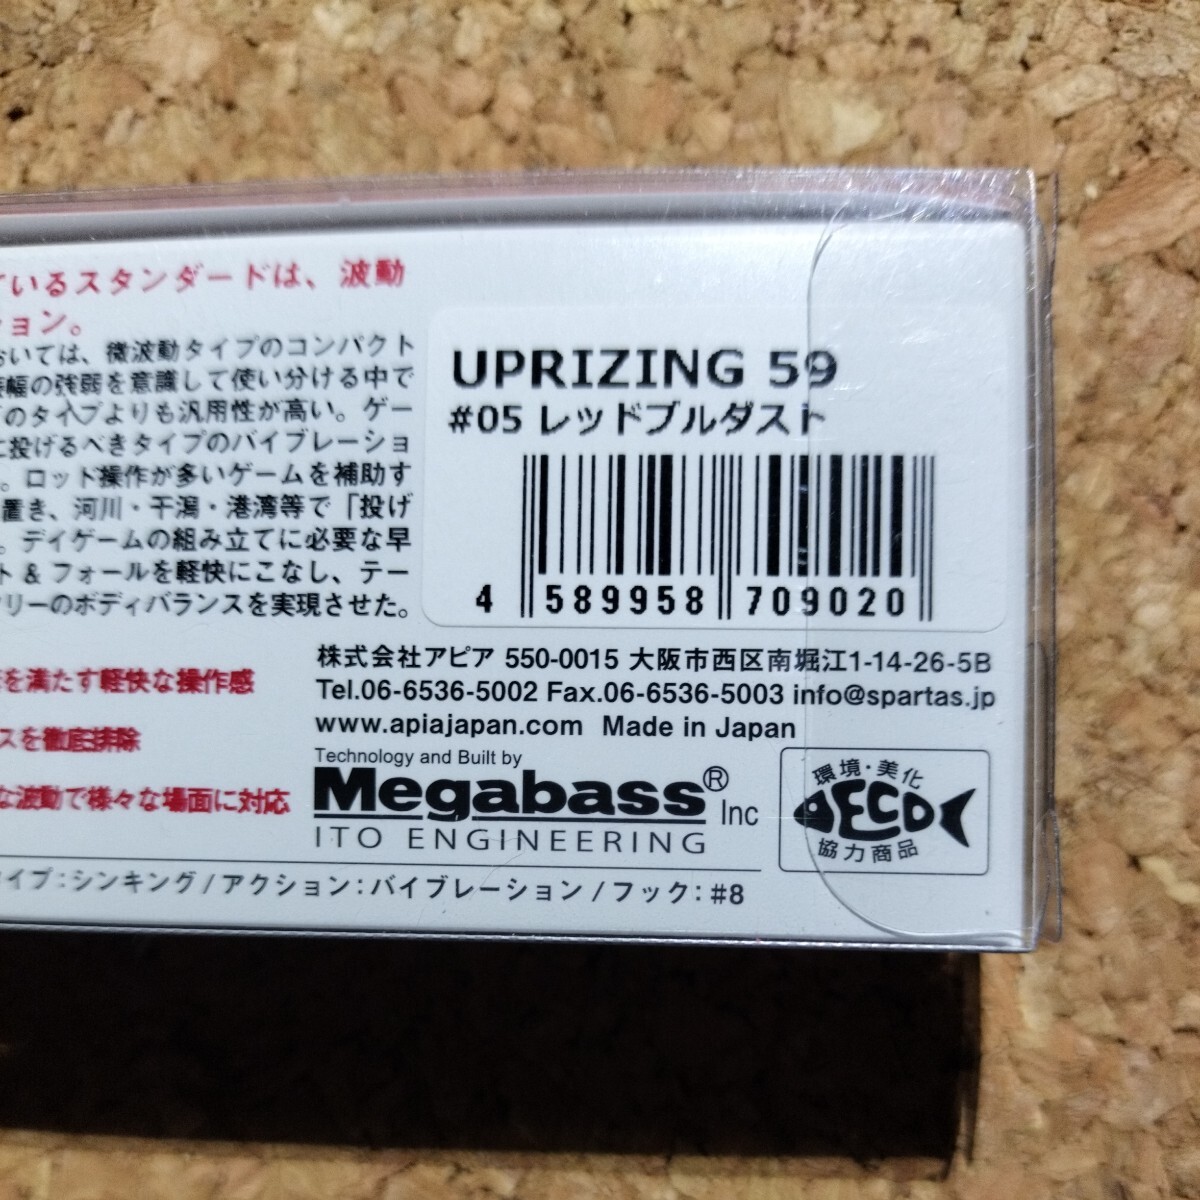 ているスタンダードは、波動
ション。
おいては、微波動タイプのコンパクト
振幅の強弱を意識して使い分ける中で
のタイプよりも汎用性が高い。ゲー
に投げるべきタイプのバイブレーショ
。ロッド操作が多いゲームを補助す
置き、河川・干潟・港湾等で「投げ
。デイゲームの組み立てに必要な早
ト & フォールを軽快にこなし、テー
フリーのボディバランスを実現させた。
を満たす軽快な操作感
スを徹底排除
な波動で様々な場面に対応
UPRIZING 59
#05 レッドブルダスト
4 589958 709020
株式会社アピア 550-0015 大阪市西区南堀江1-14-26-5B
Tel.06-6536-5002 Fax.06-6536-5003 info@spartas.jp
www.apiajapan.com Made in Japan
Technology and Built by
Megabass® Inc
ITO ENGINEERING
環境・美化
ECO
協力商品
イプ:シンキング / アクション:バイブレーション / フック:#8